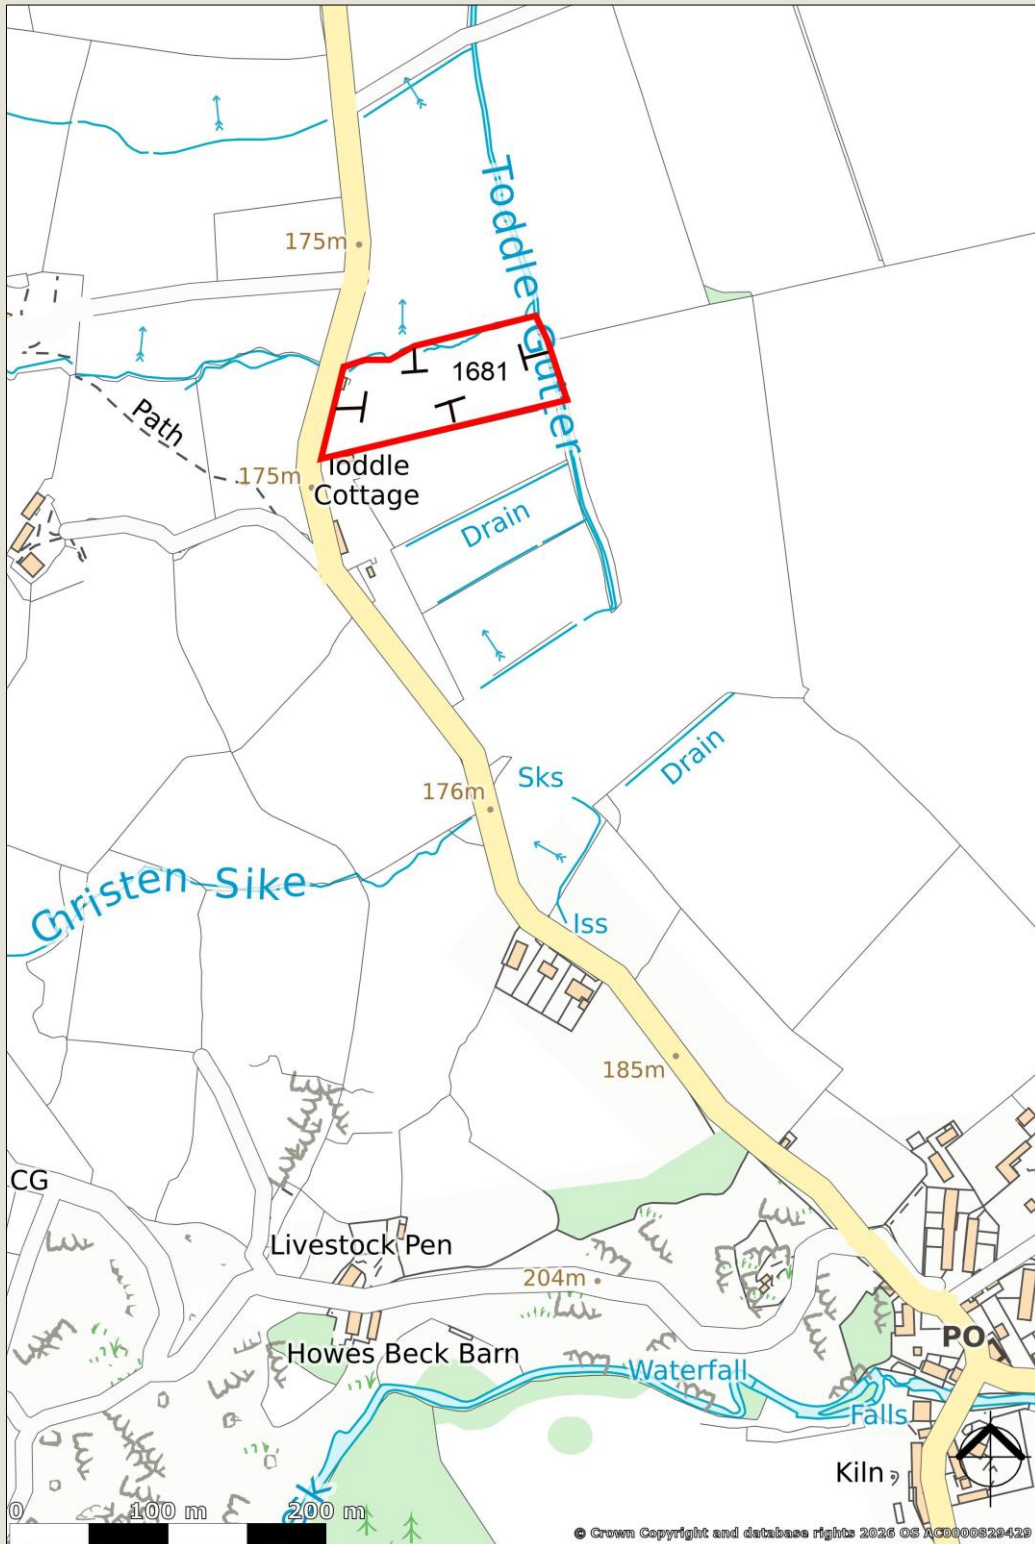 Toddle Gutter
175m
1681
Path
175m
Toddle
Cottage
Drain
Drain
Sks
176m
Christen Sike
Iss
185m
CG
Livestock Pen
204m
PO
Howes Beck Barn
Waterfall
Falls
Kiln
0 100 m 200 m
© Crown Copyright and database rights 2026 OS AC0000829429